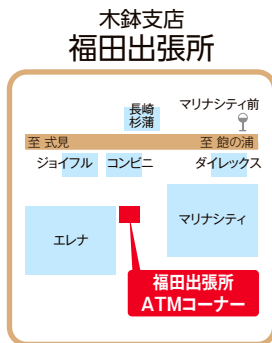 木鉢支店
福田出張所
長崎
杉蒲
マリナシティ前
至 式見
至 飽の浦
ジョイフル
コンビニ
ダイレックス
マリナシティ
エレナ
福田出張所
ATMコーナー